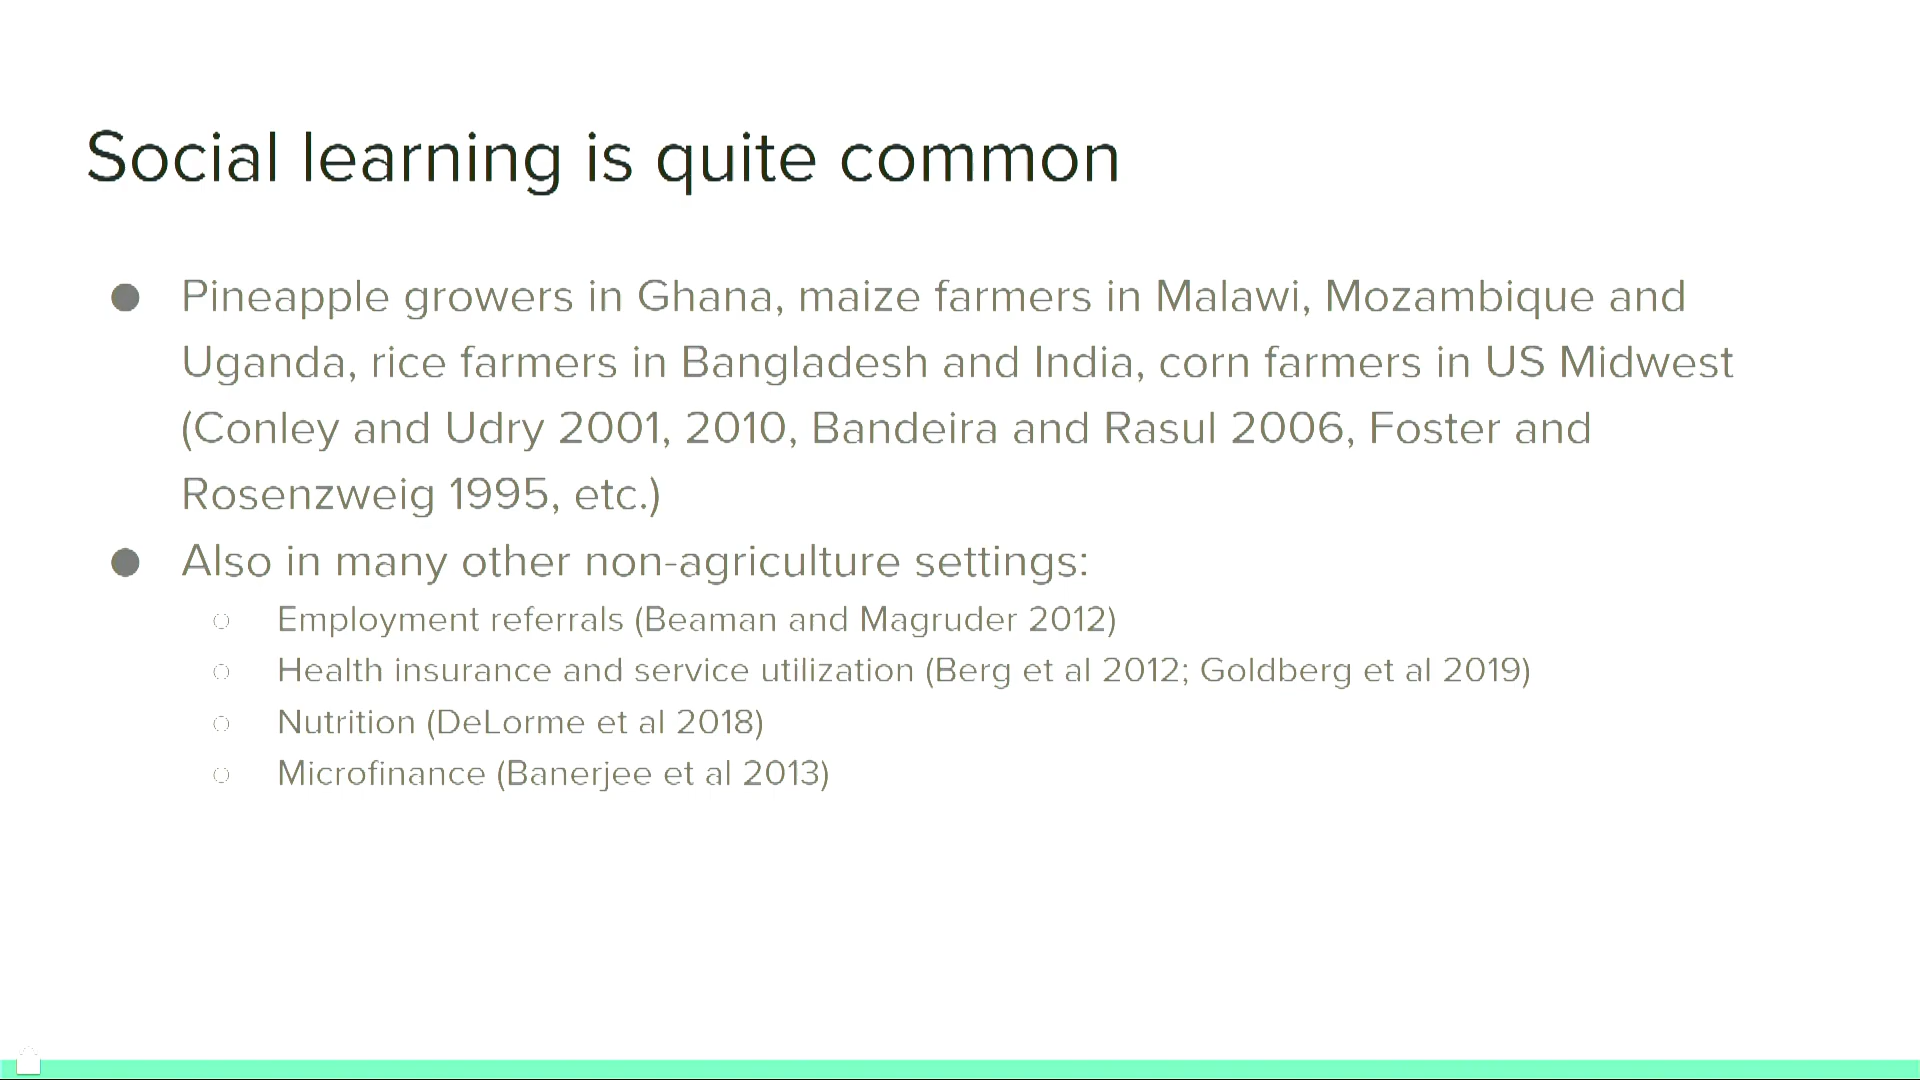 Social learning is quite common
● Pineapple growers in Ghana, maize farmers in Malawi, Mozambique and
Uganda, rice farmers in Bangladesh and India, corn farmers in US Midwest
(Conley and Udry 2001, 2010, Bandeira and Rasul 2006, Foster and
Rosenzweig 1995, etc.)
● Also in many other non-agriculture settings:
○ Employment referrals (Beaman and Magruder 2012)
○ Health insurance and service utilization (Berg et al 2012; Goldberg et al 2019)
○ Nutrition (DeLorme et al 2018)
○ Microfinance (Banerjee et al 2013)